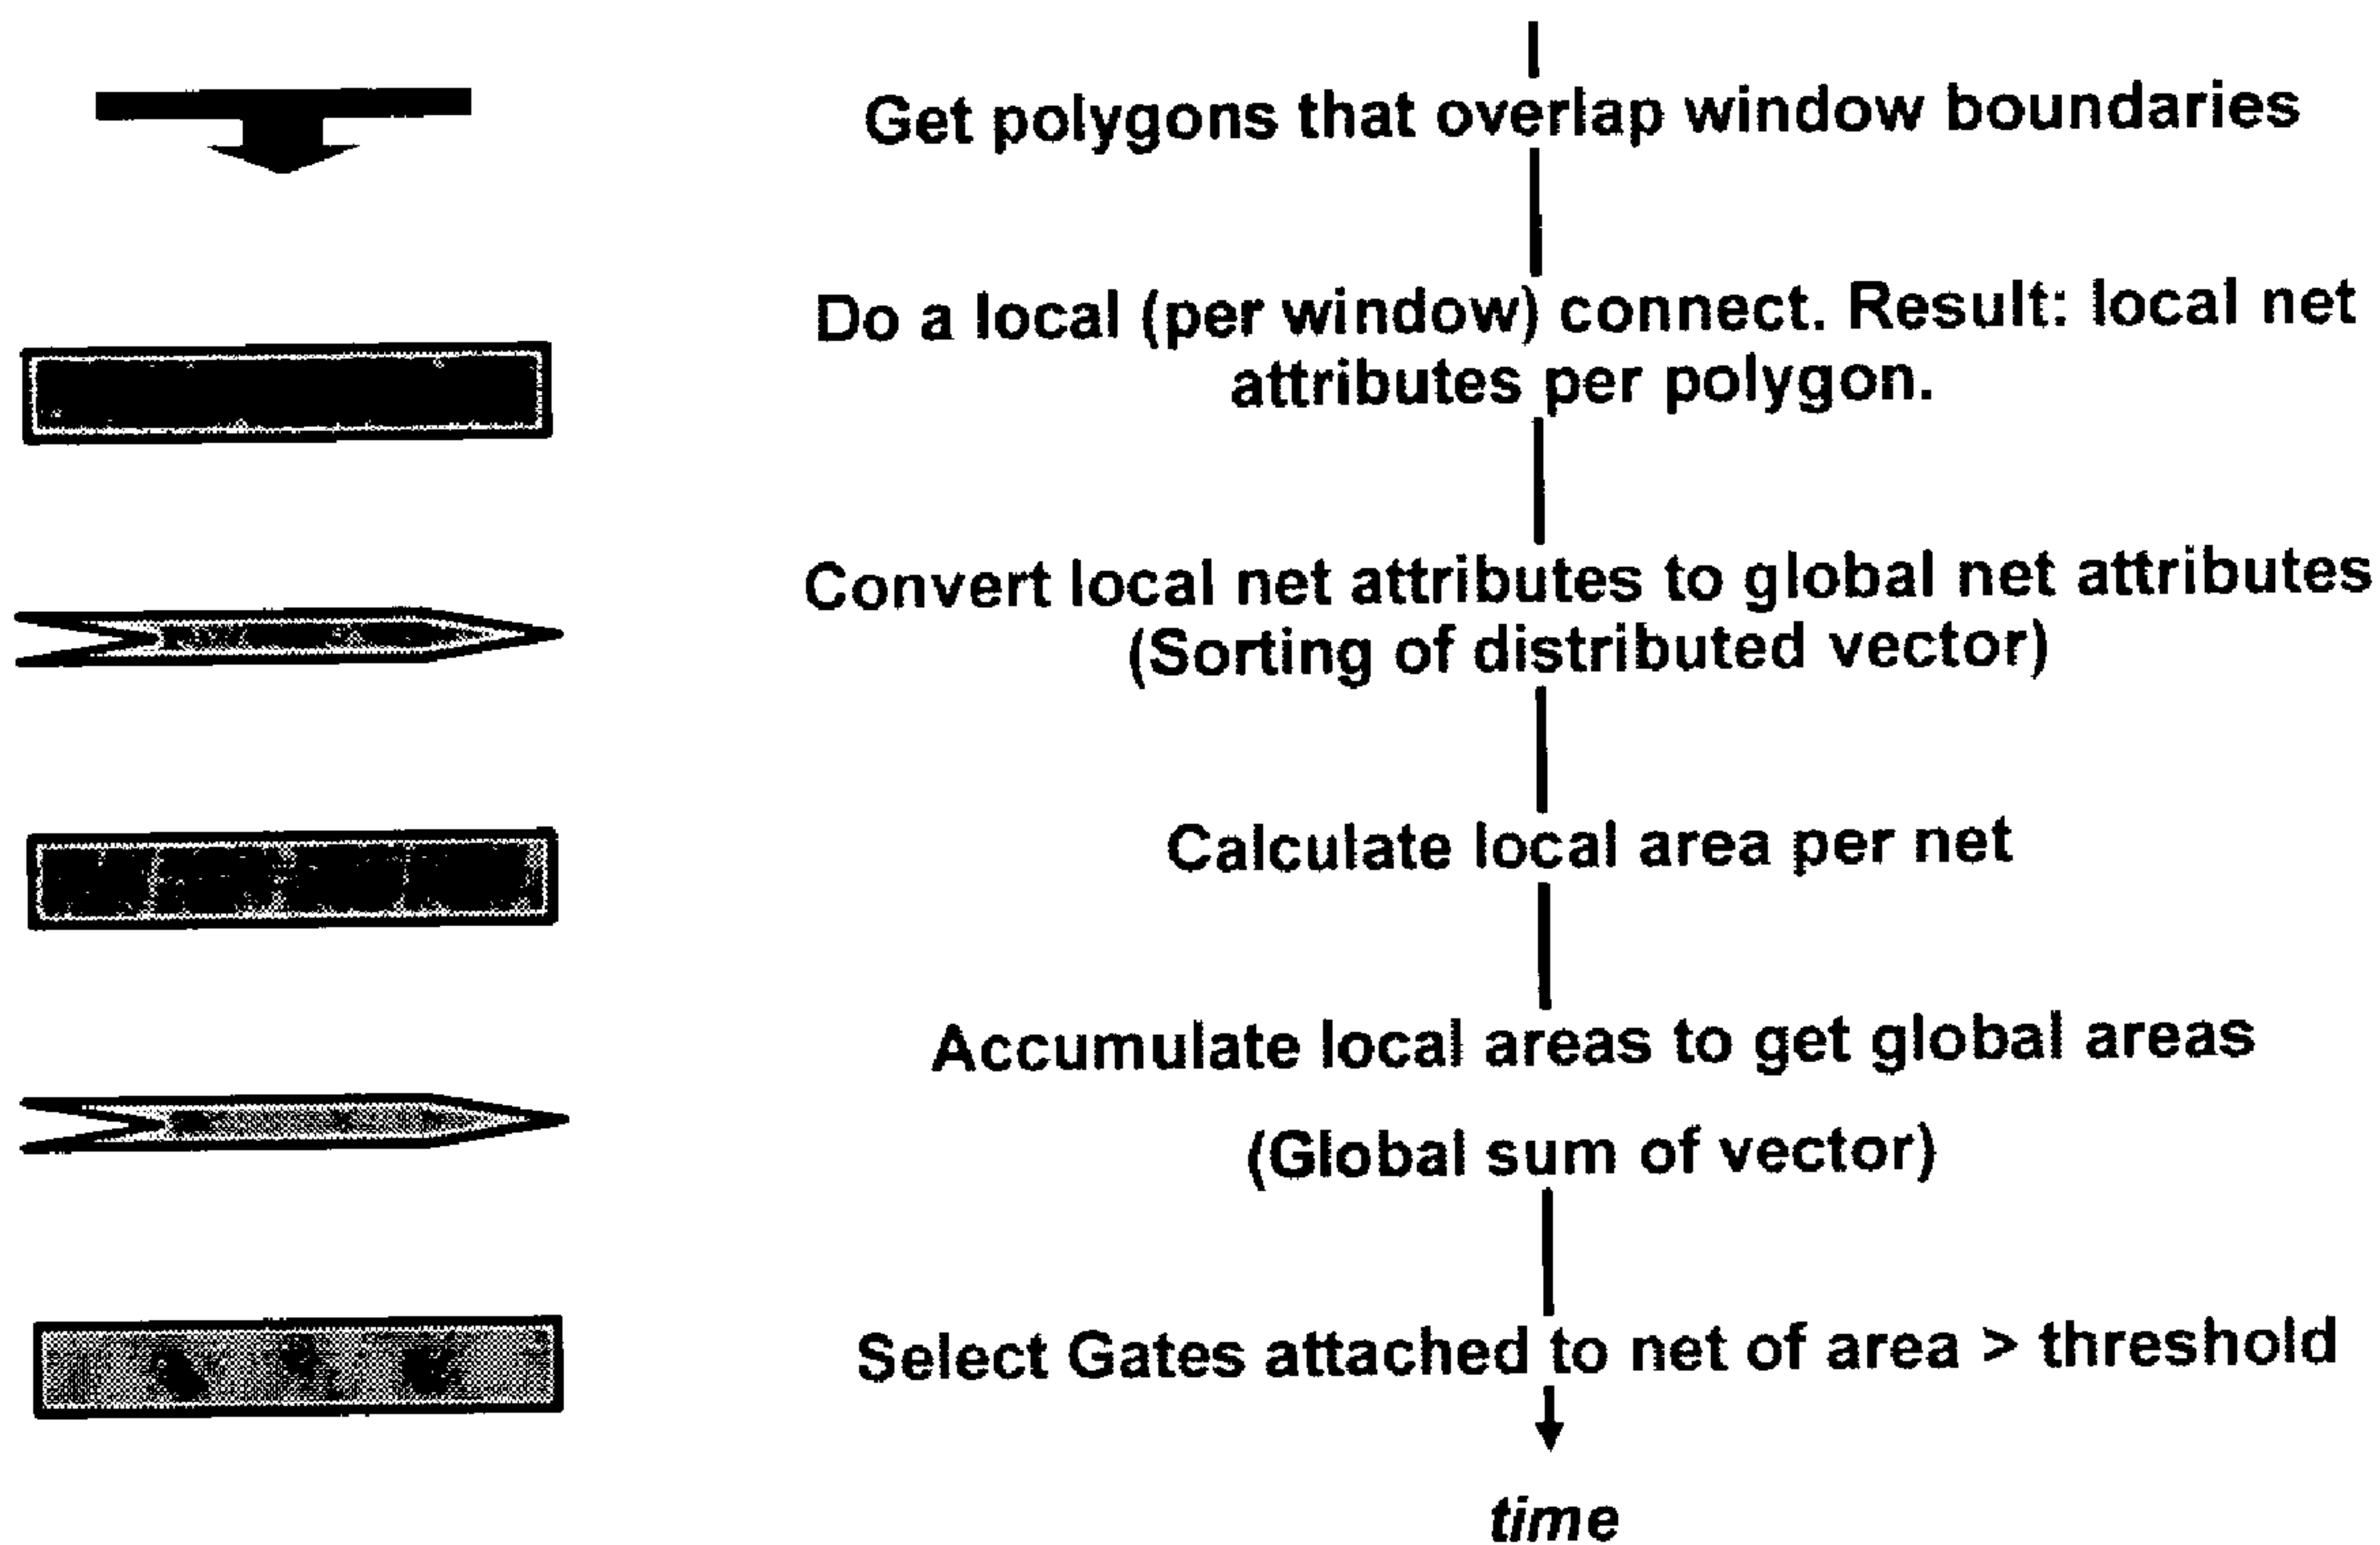 Get polygons that overlap window boundaries
Do a local (per window) connect. Result: local net
attributes per polygon.
Convert local net attributes to global net attributes
(Sorting of distributed vector)
Calculate local area per net
Accumulate local areas to get global areas
(Global sum of vector)
Select Gates attached to net of area > threshold
time